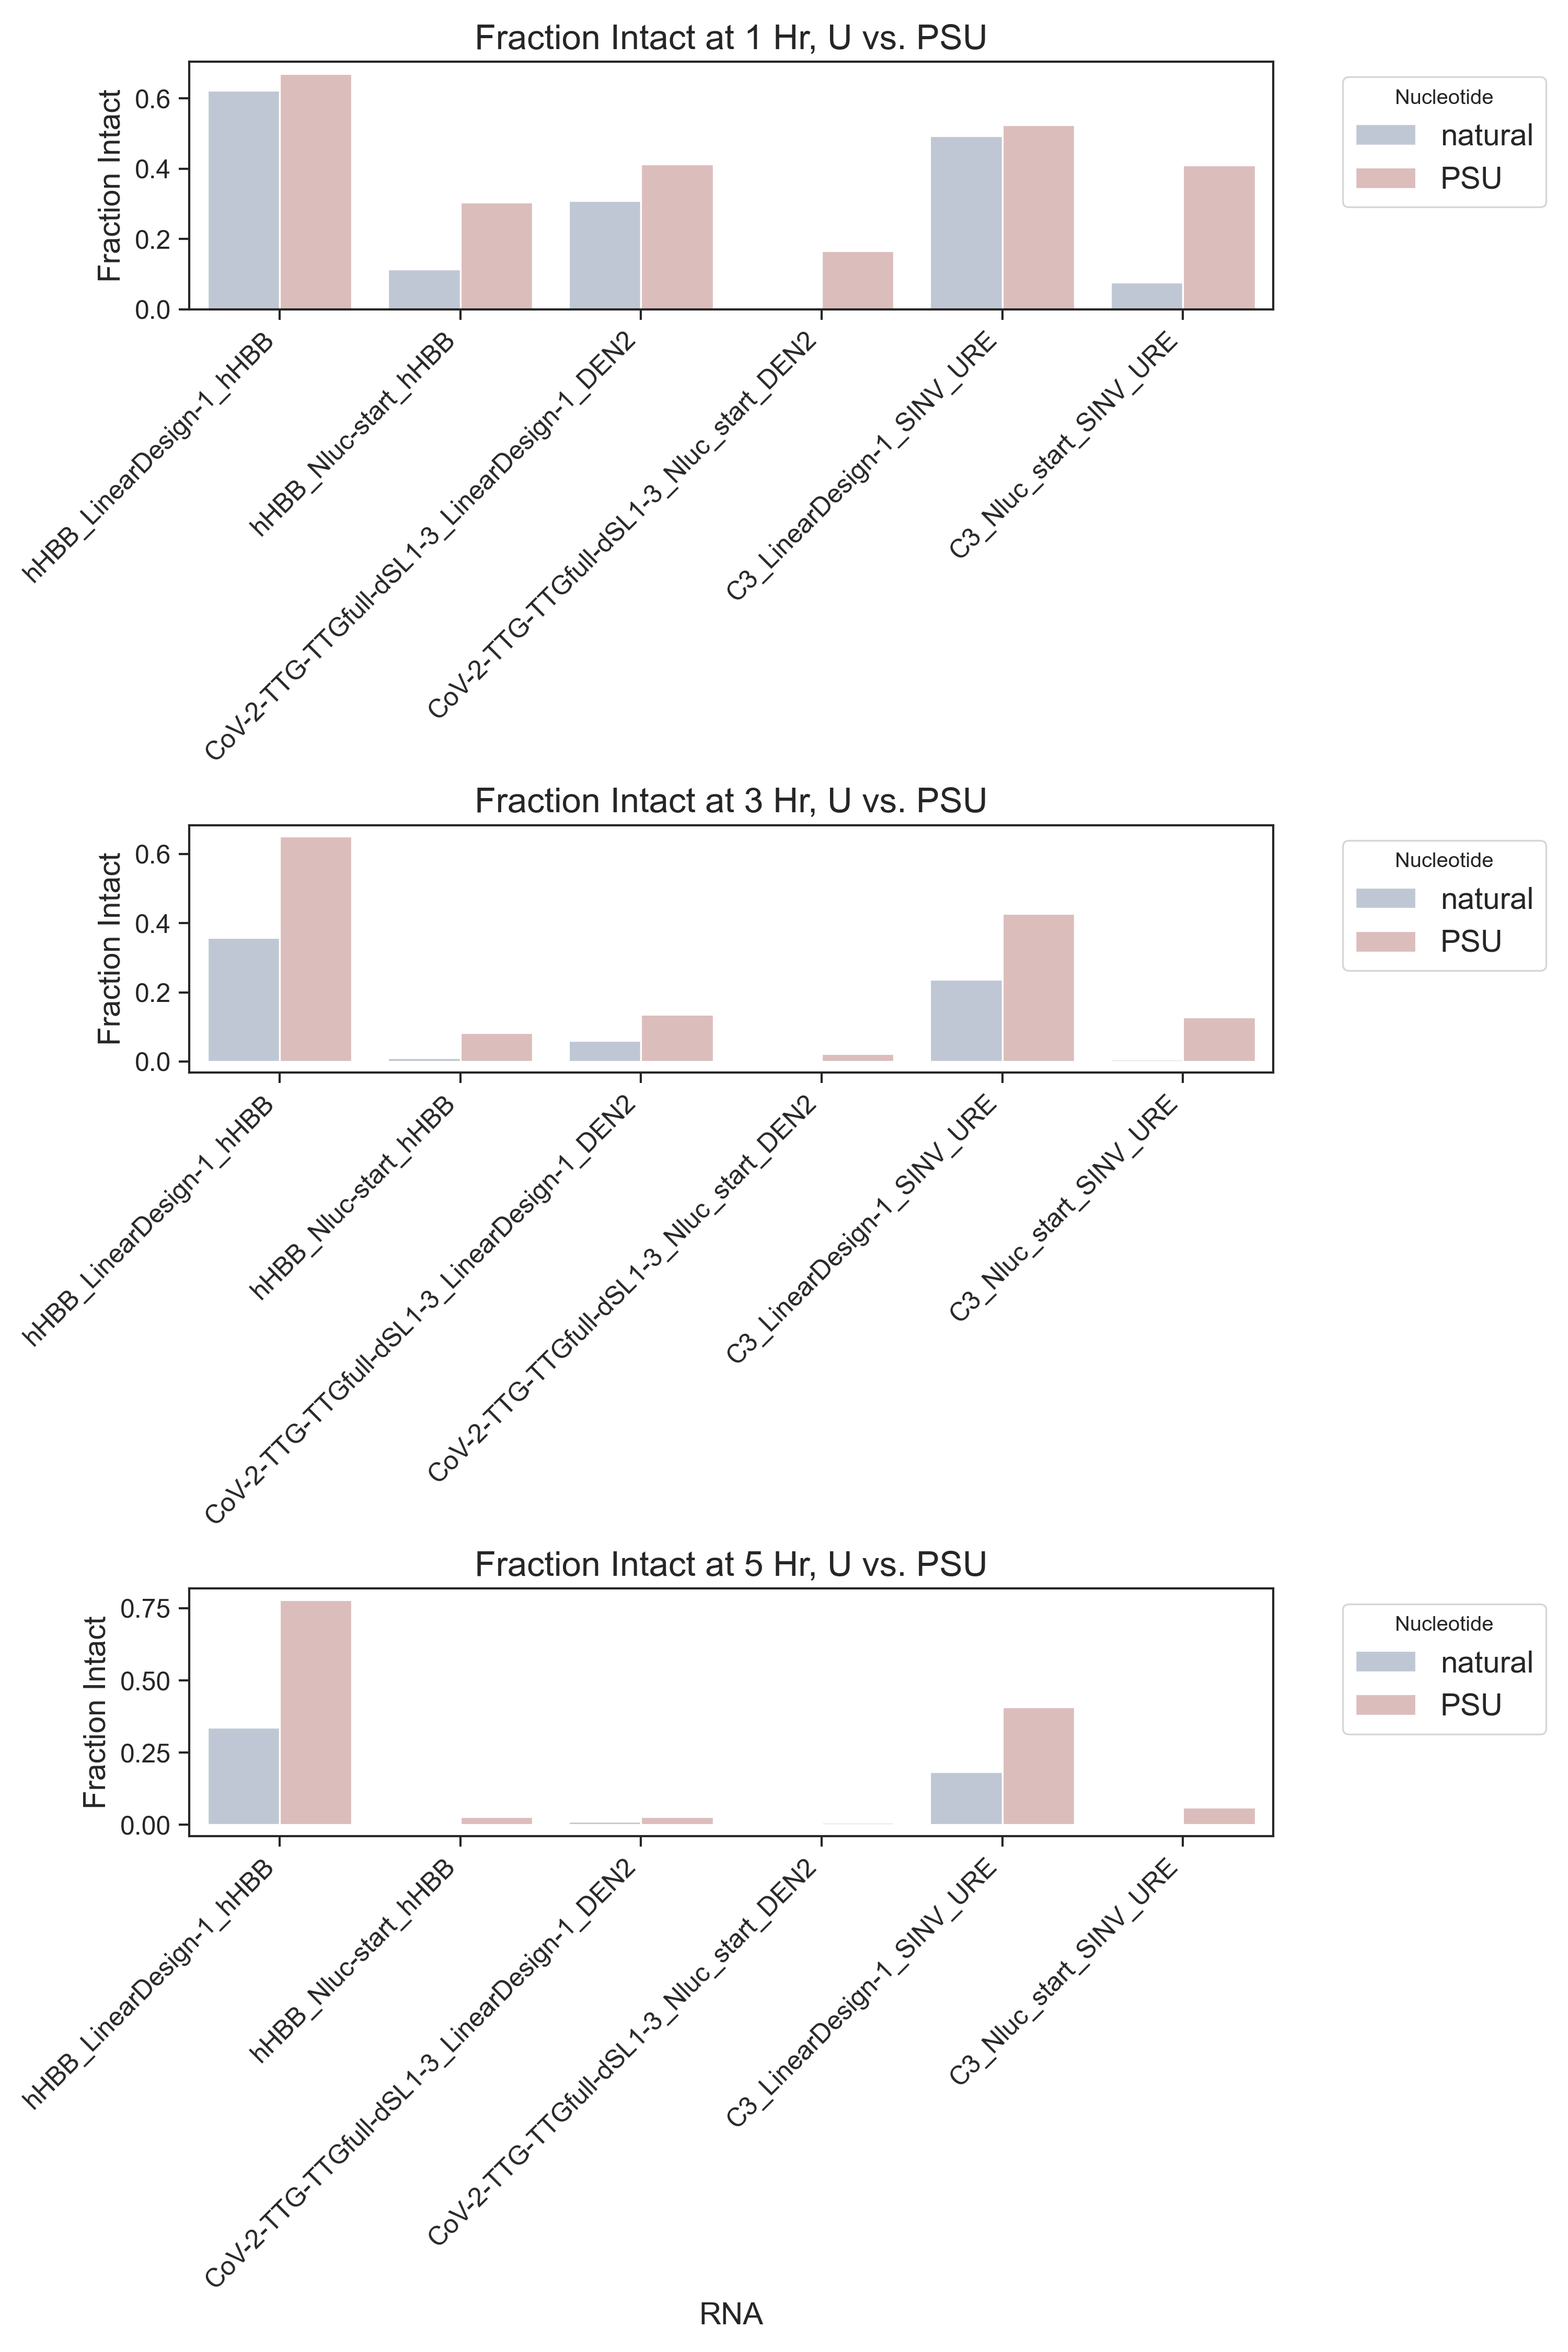 Fraction Intact at 1 Hr, U vs. PSU
Fraction Intact
0.6
0.4
0.2
0.0
Nucleotide
natural
PSU
hHBB_LinearDesign-1_hHBB
hHBB_Nluc-start_hHBB
CoV-2-TTG-TTGfull-dSL1-3_LinearDesign-1_DEN2
CoV-2-TTG-TTGfull-dSL1-3_Nluc_start_DEN2
C3_LinearDesign-1_SINV_URE
C3_Nluc_start_SINV_URE
Fraction Intact at 3 Hr, U vs. PSU
Fraction Intact
0.6
0.4
0.2
0.0
Nucleotide
natural
PSU
hHBB_LinearDesign-1_hHBB
hHBB_Nluc-start_hHBB
CoV-2-TTG-TTGfull-dSL1-3_LinearDesign-1_DEN2
CoV-2-TTG-TTGfull-dSL1-3_Nluc_start_DEN2
C3_LinearDesign-1_SINV_URE
C3_Nluc_start_SINV_URE
Fraction Intact at 5 Hr, U vs. PSU
Fraction Intact
0.75
0.50
0.25
0.00
Nucleotide
natural
PSU
hHBB_LinearDesign-1_hHBB
hHBB_Nluc-start_hHBB
CoV-2-TTG-TTGfull-dSL1-3_LinearDesign-1_DEN2
CoV-2-TTG-TTGfull-dSL1-3_Nluc_start_DEN2
C3_LinearDesign-1_SINV_URE
C3_Nluc_start_SINV_URE
RNA